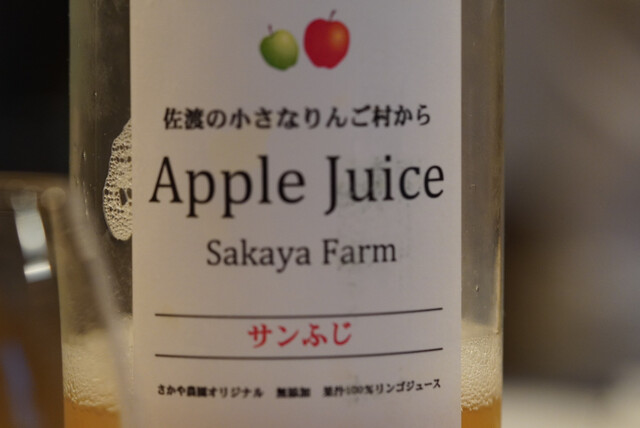 佐渡の小さなりんご村から
Apple Juice
Sakaya Farm
サンふじ
さかや農園オリジナル 無添加 果汁100%リンゴジュース